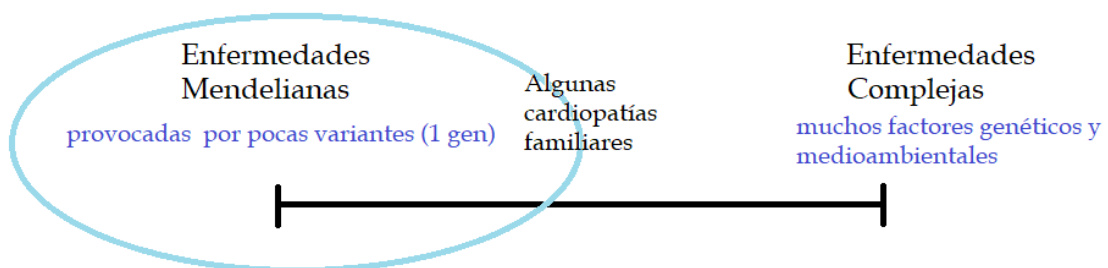 Enfermedades
Mendelianas
provocadas por pocas variantes (1 gen)
Algunas
cardiopatías
familiares
Enfermedades
Complejas
muchos factores genéticos y
medioambientales